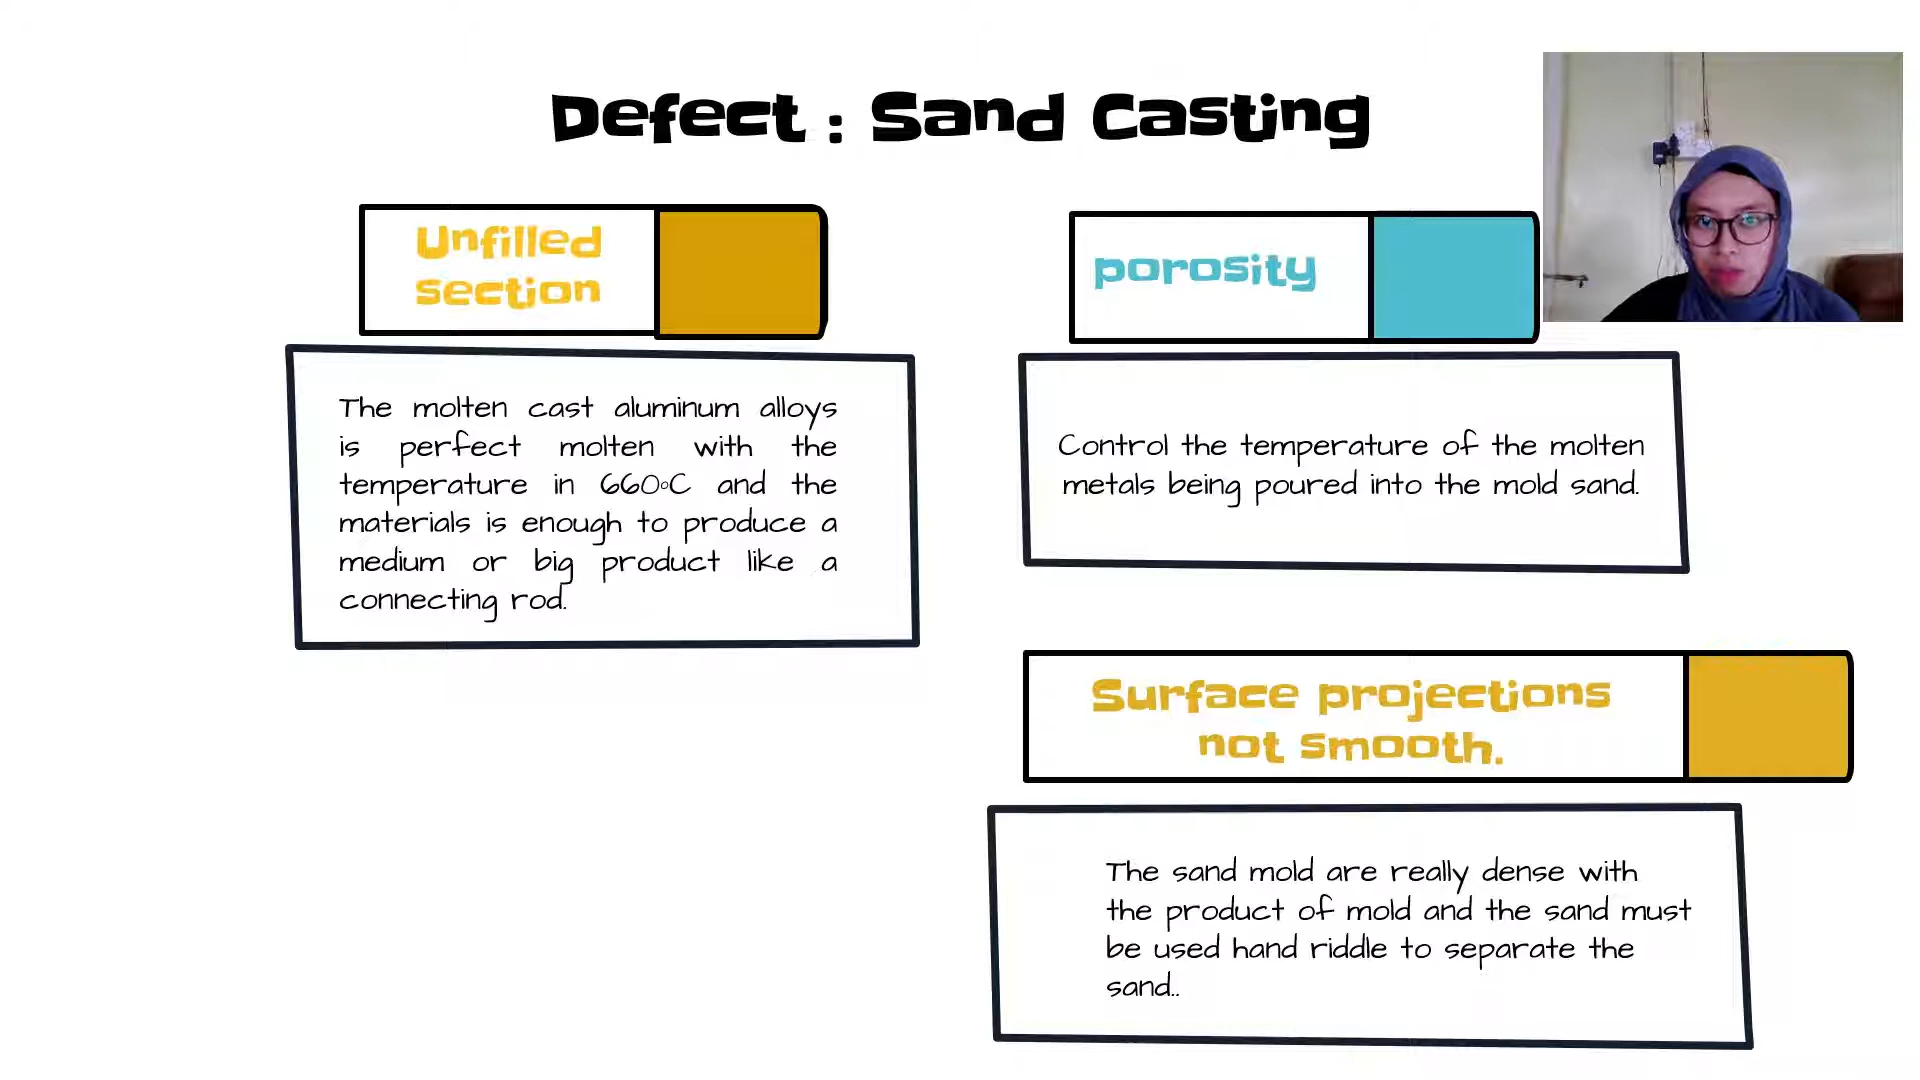 Defect : Sand Casting
Unfilled
section
The molten cast aluminum alloys
is perfect molten with the
temperature in 660°C and the
materials is enough to produce a
medium or big product like a
connecting rod.
porosity
Control the temperature of the molten
metals being poured into the mold sand.
Surface projections
not smooth.
The sand mold are really dense with
the product of mold and the sand must
be used hand riddle to separate the
sand..